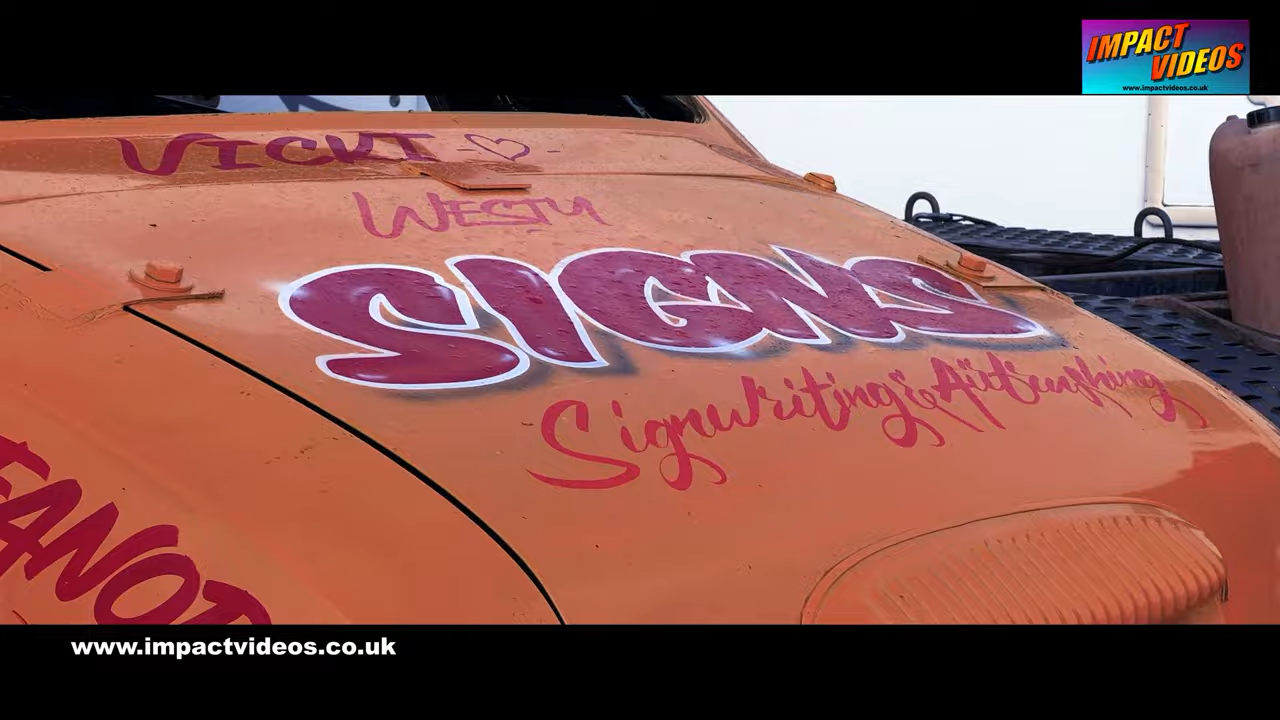 IMPACT
VIDEOS
www.impactvideos.co.uk
VICKI
WESTY
SIGNS
Signwriting & Airbrushing
www.impactvideos.co.uk